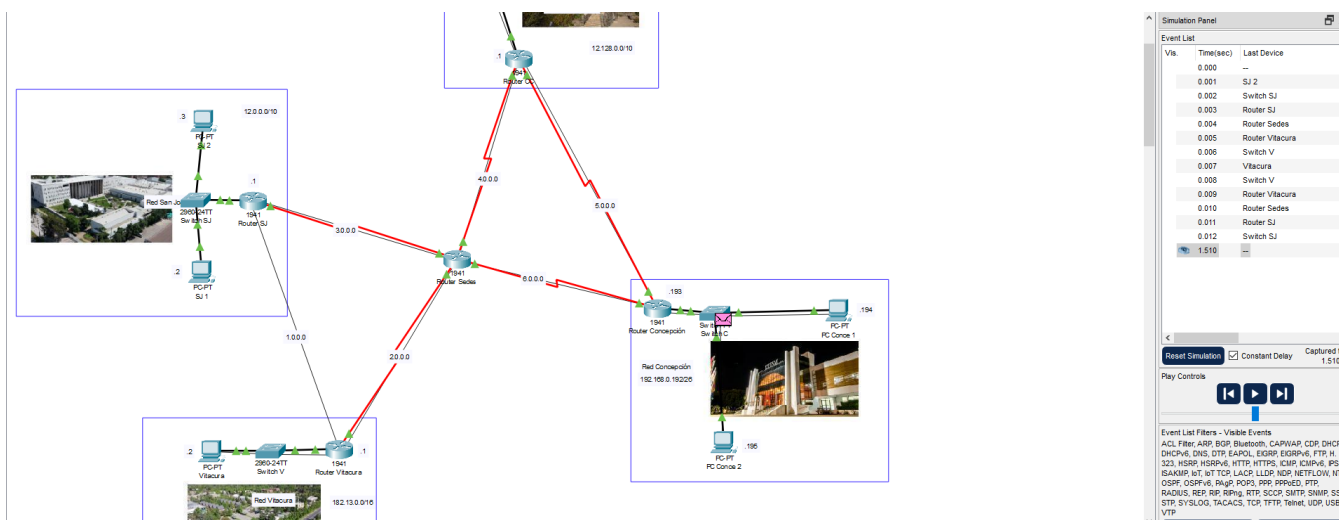 .1
12.128.0.0/10
1941
Router CC
12.0.0.0/10
.3
PC-PT
SJ 2
Red San Jo
2960-24TT
Switch SJ
.1
1941
Router SJ
.2
PC-PT
SJ 1
3.0.0.0
4.0.0.0
5.0.0.0
1941
Router Sedes
6.0.0.0
1.0.0.0
2.0.0.0
.193
1941
Router Concepción
Switch C
.194
PC-PT
PC Conce 1
Red Concepción
192.168.0.192/26
.196
PC-PT
PC Conce 2
.2
PC-PT
Vitacura
2960-24TT
Switch V
1941
Router Vitacura
.1
Red Vitacura
182.13.0.0/16
Simulation Panel
Event List
Vis. Time(sec) Last Device
0.000 --
0.001 SJ 2
0.002 Switch SJ
0.003 Router SJ
0.004 Router Sedes
0.005 Router Vitacura
0.006 Switch V
0.007 Vitacura
0.008 Switch V
0.009 Router Vitacura
0.010 Router Sedes
0.011 Router SJ
0.012 Switch SJ
1.510 --
Reset Simulation Constant Delay Captured t
1.510
Play Controls
Event List Filters - Visible Events
ACL Filter, ARP, BGP, Bluetooth, CAPWAP, CDP, DHCP
DHCPv6, DNS, DTP, EAPOL, EIGRP, EIGRPv6, FTP, H.
323, HSRP, HSRPv6, HTTP, HTTPS, ICMP, ICMPv6, IPS
ISAKMP, IoT, IoT TCP, LACP, LLDP, NDP, NETFLOW, NT
OSPF, OSPFv6, PAgP, POP3, PPP, PPPoED, PTP,
RADIUS, REP, RIP, RIPng, RTP, SCCP, SMTP, SNMP, SS
STP, SYSLOG, TACACS, TCP, TFTP, Telnet, UDP, USB
VTP